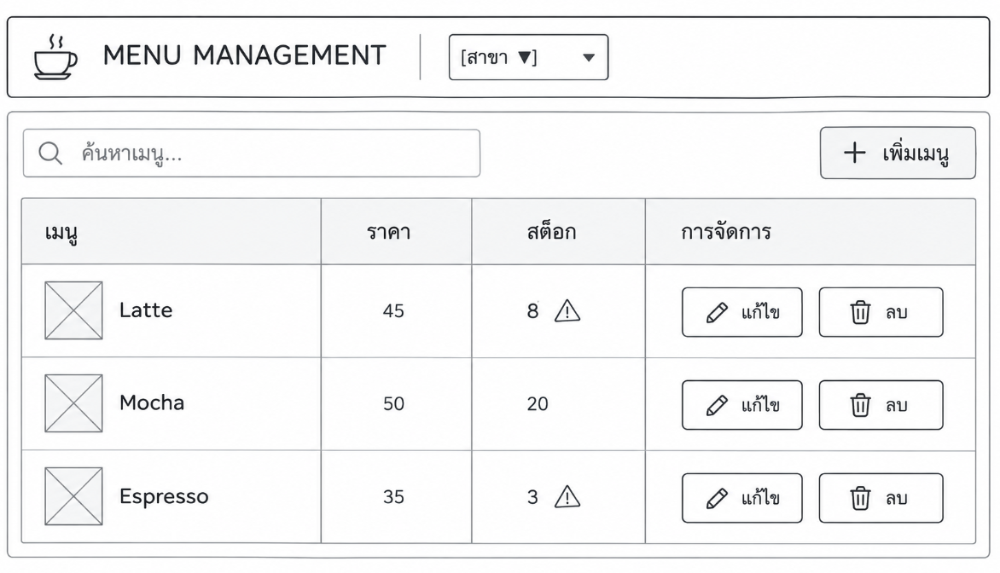 MENU MANAGEMENT [สาขา ▼]
ค้นหาเมนู... + เพิ่มเมนู
เมนู ราคา สต็อก การจัดการ
Latte 45 8 แก้ไข ลบ
Mocha 50 20 แก้ไข ลบ
Espresso 35 3 แก้ไข ลบ